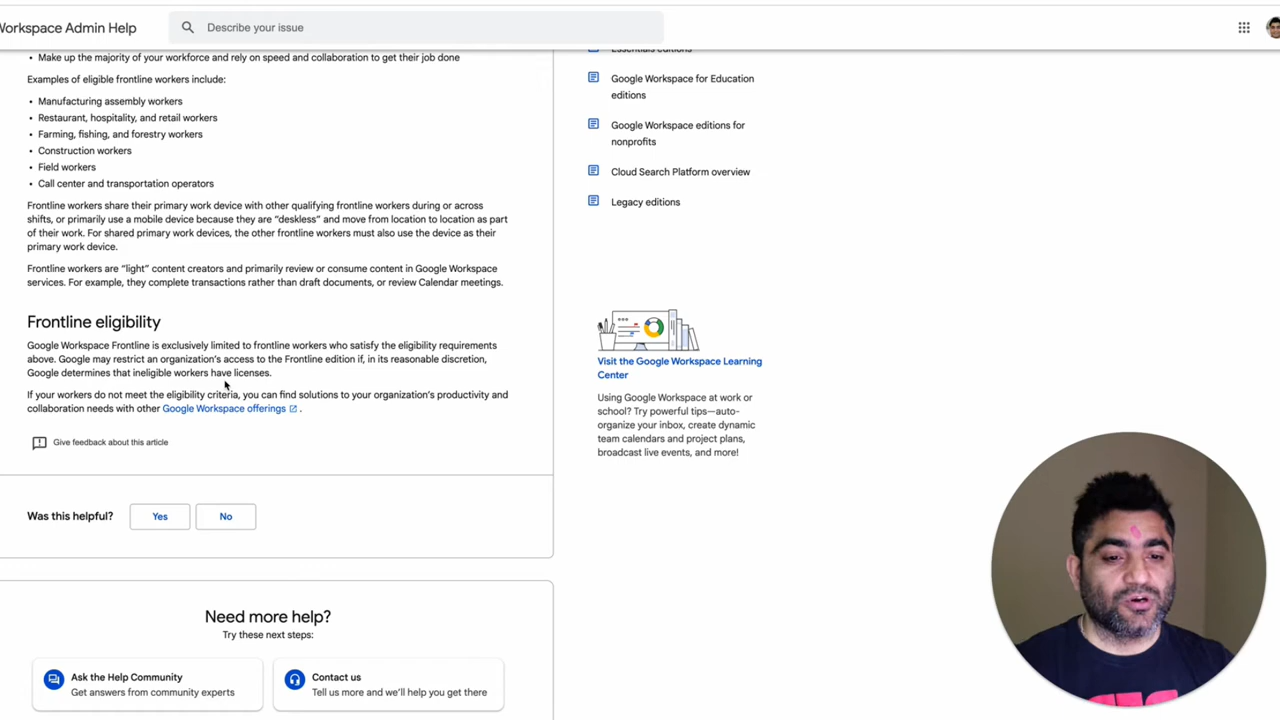 Workspace Admin Help
Describe your issue
Make up the majority of your workforce and rely on speed and collaboration to get their job done
Examples of eligible frontline workers include:
Manufacturing assembly workers
Restaurant, hospitality, and retail workers
Farming, fishing, and forestry workers
Construction workers
Field workers
Call center and transportation operators
Frontline workers share their primary work device with other qualifying frontline workers during or across
shifts, or primarily use a mobile device because they are “deskless” and move from location to location as part
of their work. For shared primary work devices, the other frontline workers must also use the device as their
primary work device.
Frontline workers are “light” content creators and primarily review or consume content in Google Workspace
services. For example, they complete transactions rather than draft documents, or review Calendar meetings.
Frontline eligibility
Google Workspace Frontline is exclusively limited to frontline workers who satisfy the eligibility requirements
above. Google may restrict an organization’s access to the Frontline edition if, in its reasonable discretion,
Google determines that ineligible workers have licenses.
If your workers do not meet the eligibility criteria, you can find solutions to your organization’s productivity and
collaboration needs with other Google Workspace offerings .
Give feedback about this article
Was this helpful?
Yes
No
Need more help?
Try these next steps:
Ask the Help Community
Get answers from community experts
Contact us
Tell us more and we’ll help you get there
Essentials editions
Google Workspace for Education
editions
Google Workspace editions for
nonprofits
Cloud Search Platform overview
Legacy editions
Visit the Google Workspace Learning
Center
Using Google Workspace at work or
school? Try powerful tips—auto-
organize your inbox, create dynamic
team calendars and project plans,
broadcast live events, and more!